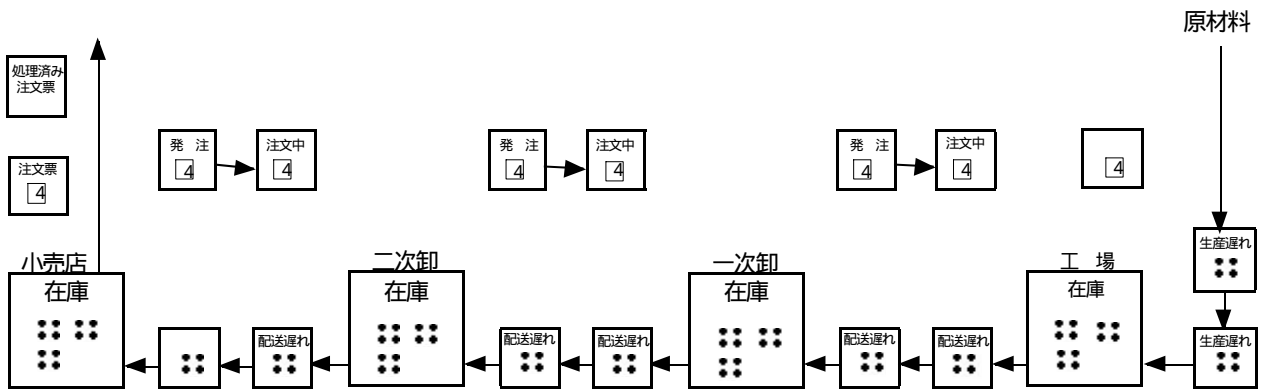 原材料
処理済み
注文票
発 注
4
注文中
4
発 注
4
注文中
4
発 注
4
注文中
4
4
注文票
4
生産遅れ
小売店
在庫
二次卸
在庫
一次卸
在庫
工 場
在庫
配送遅れ
配送遅れ
配送遅れ
配送遅れ
配送遅れ
生産遅れ